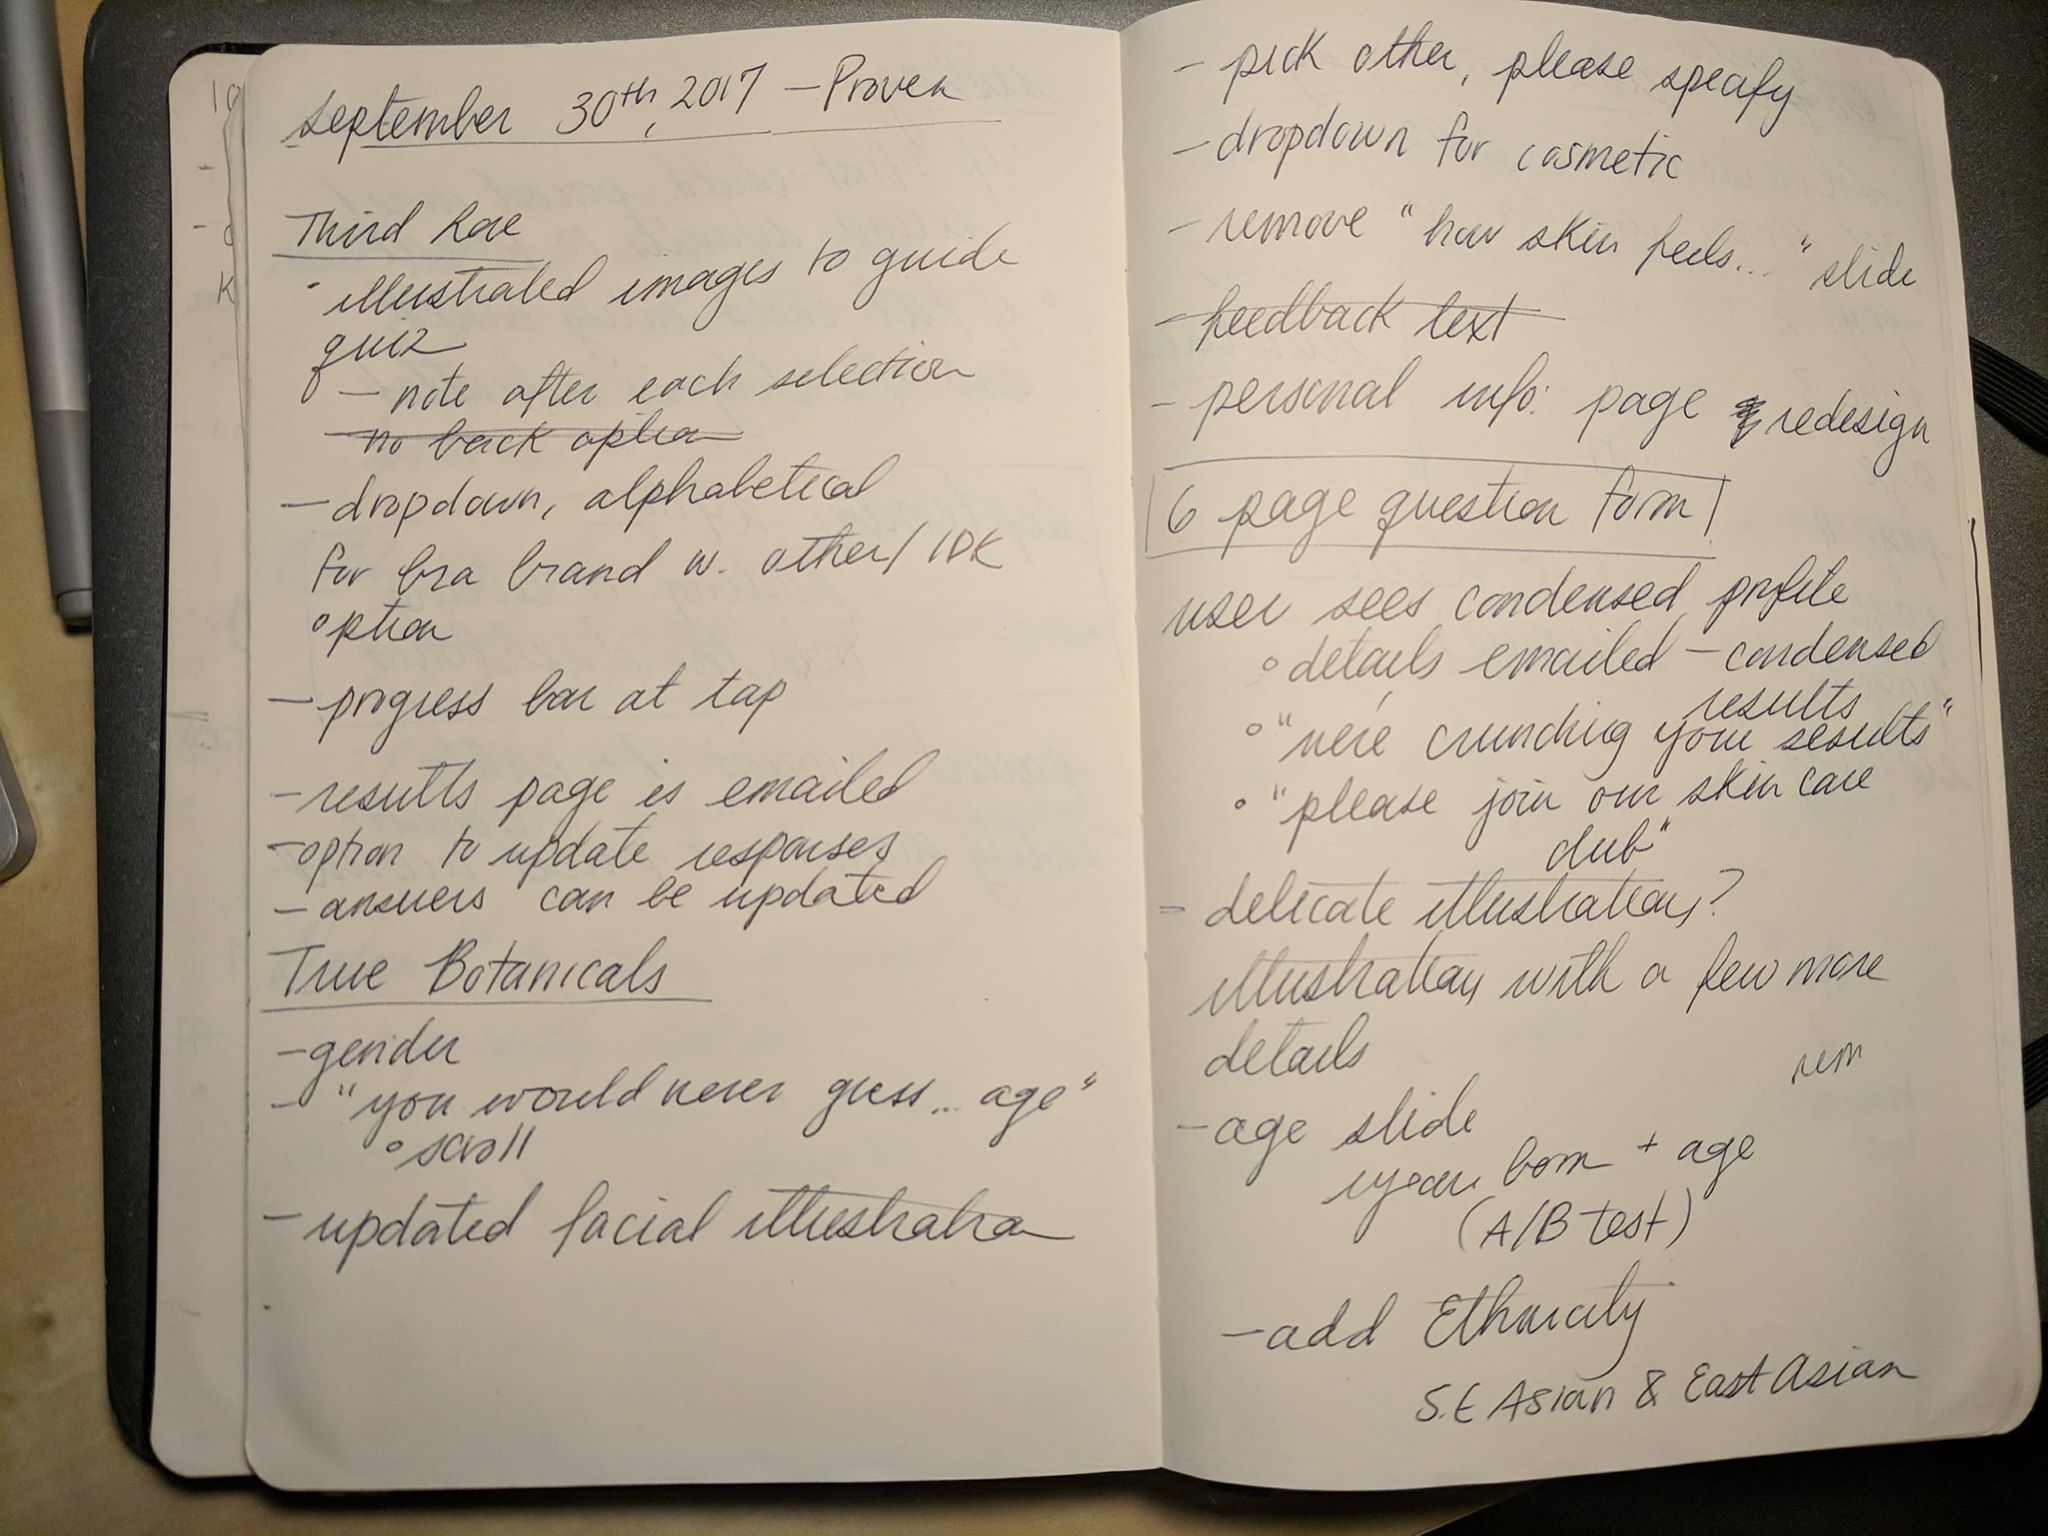 September 30th, 2017 - Proven
Third Love
· illustrated images to guide
quiz
- note after each selection
- no back option
- dropdown, alphabetical
for bra brand w. other/ IDK
option
- progress bar at top
- results page is emailed
- option to update responses
- answers can be updated
True Botanicals
- gender
- "you would never guess... age"
° scroll
- updated facial illustration
- pick other, please specify
- dropdown for cosmetic
- remove "how skin feels..." slide
- feedback text
- personal info: page redesign
6 page question form
user sees condensed profile
° details emailed - condensed
results
° "we're crunching your results"
° "please join our skin care
club"
- delicate illustrations?
illustrations with a few more
details
rem
- age slide
year born + age
(A/B test)
- add Ethnicity
S.E Asian & East Asian
10
-
-
K